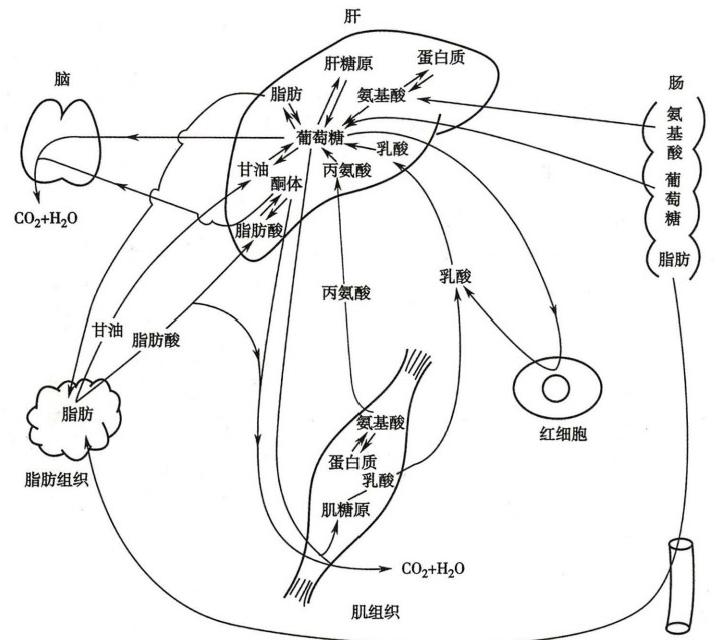 肝
脑
肠
肝糖原
蛋白质
脂肪
氨基酸
葡萄糖
乳酸
甘油
丙氨酸
酮体
脂肪酸
氨
基
酸
葡
萄
糖
脂肪
CO₂+H₂O
丙氨酸
乳酸
甘油
脂肪酸
脂肪
脂肪组织
红细胞
氨基酸
蛋白质
乳酸
肌糖原
CO₂+H₂O
肌组织